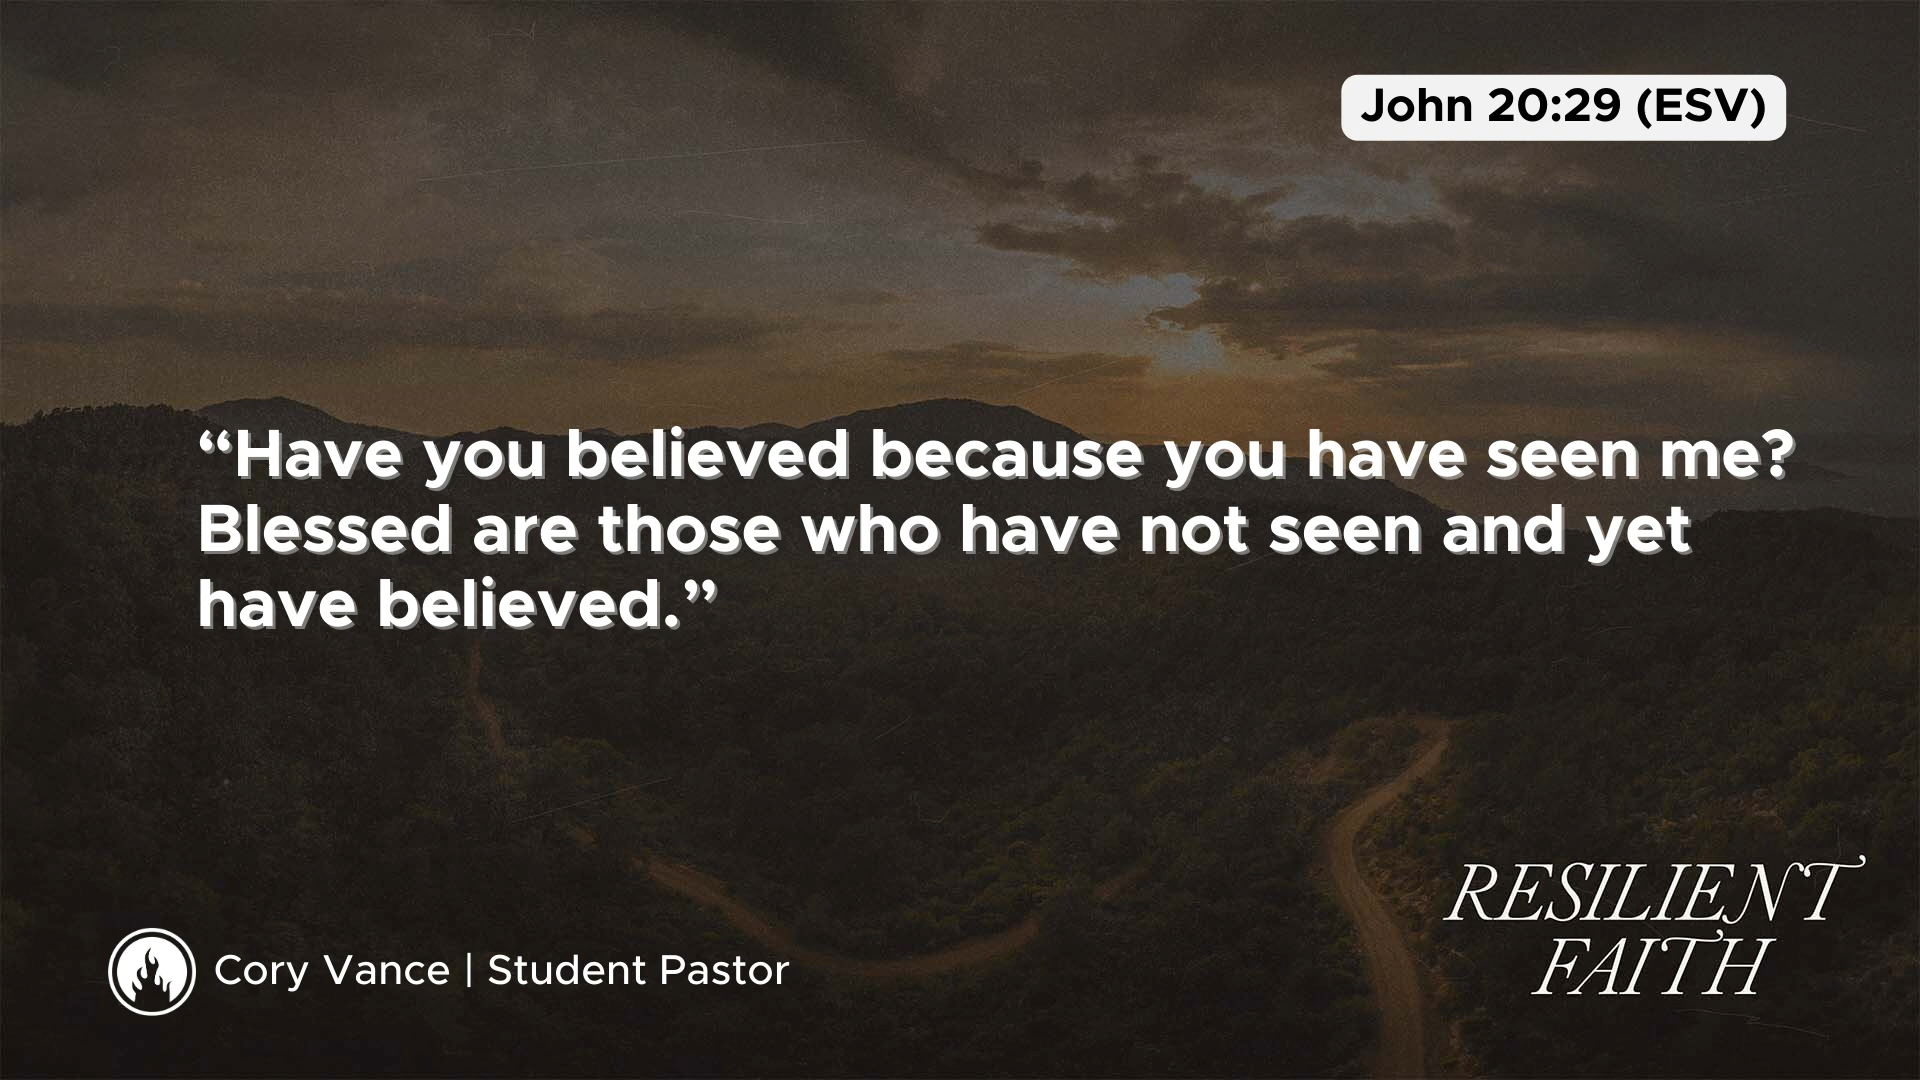 John 20:29 (ESV)
“Have you believed because you have seen me?
Blessed are those who have not seen and yet
have believed.”
Cory Vance | Student Pastor
RESILIENT
FAITH